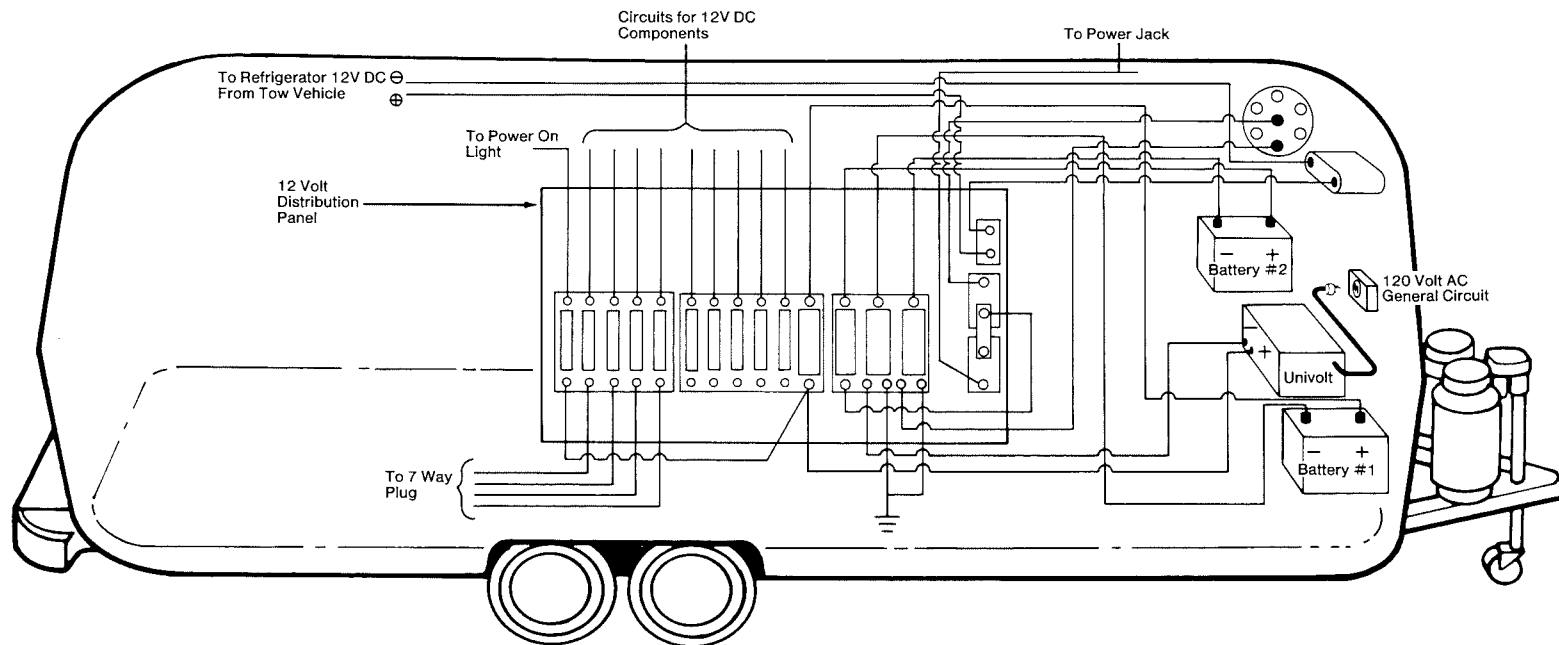 Circuits for 12V DC
Components
To Power Jack
To Refrigerator 12V DC ⊖
From Tow Vehicle ⊕
To Power On
Light
12 Volt
Distribution
Panel
− +
Battery #2
120 Volt AC
General Circuit
−
+
Univolt
− +
Battery #1
To 7 Way
Plug